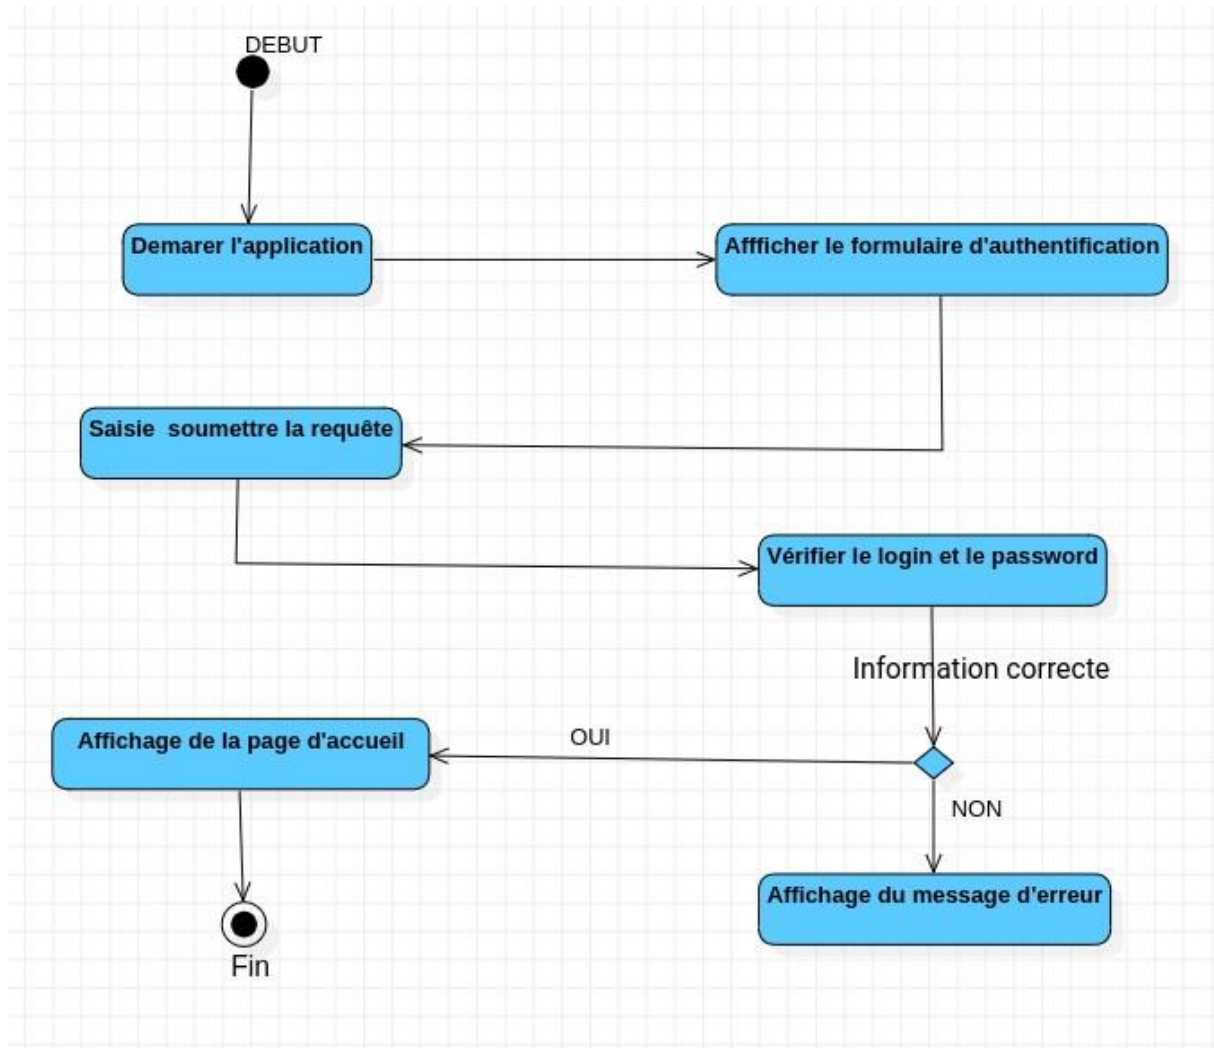 DEBUT
Demarer l'application
Affficher le formulaire d'authentification
Saisie  soumettre la requête
Vérifier le login et le password
Information correcte
OUI
Affichage de la page d'accueil
NON
Affichage du message d'erreur
Fin